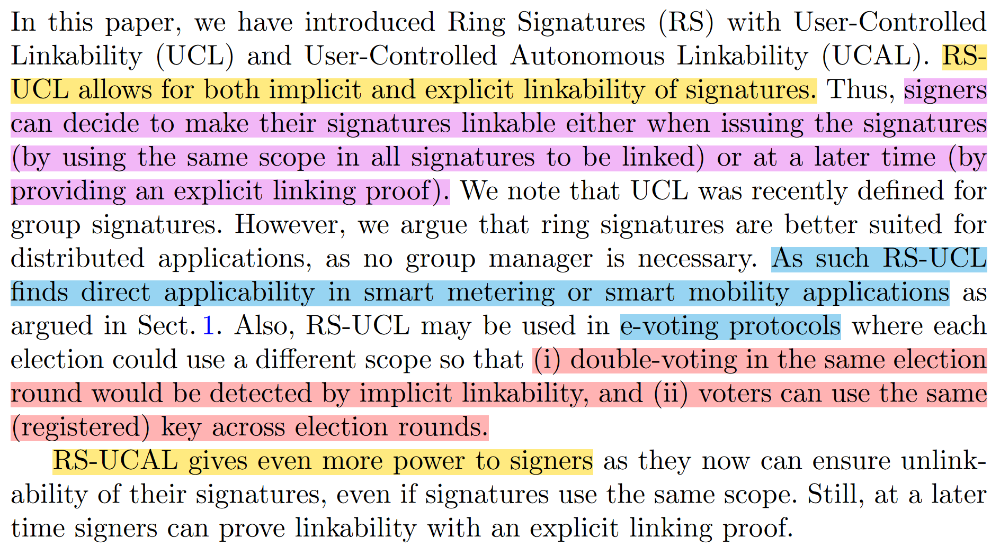 In this paper, we have introduced Ring Signatures (RS) with User-Controlled
Linkability (UCL) and User-Controlled Autonomous Linkability (UCAL). RS-
UCL allows for both implicit and explicit linkability of signatures. Thus, signers
can decide to make their signatures linkable either when issuing the signatures
(by using the same scope in all signatures to be linked) or at a later time (by
providing an explicit linking proof). We note that UCL was recently defined for
group signatures. However, we argue that ring signatures are better suited for
distributed applications, as no group manager is necessary. As such RS-UCL
finds direct applicability in smart metering or smart mobility applications as
argued in Sect. 1. Also, RS-UCL may be used in e-voting protocols where each
election could use a different scope so that (i) double-voting in the same election
round would be detected by implicit linkability, and (ii) voters can use the same
(registered) key across election rounds.
RS-UCAL gives even more power to signers as they now can ensure unlink-
ability of their signatures, even if signatures use the same scope. Still, at a later
time signers can prove linkability with an explicit linking proof.